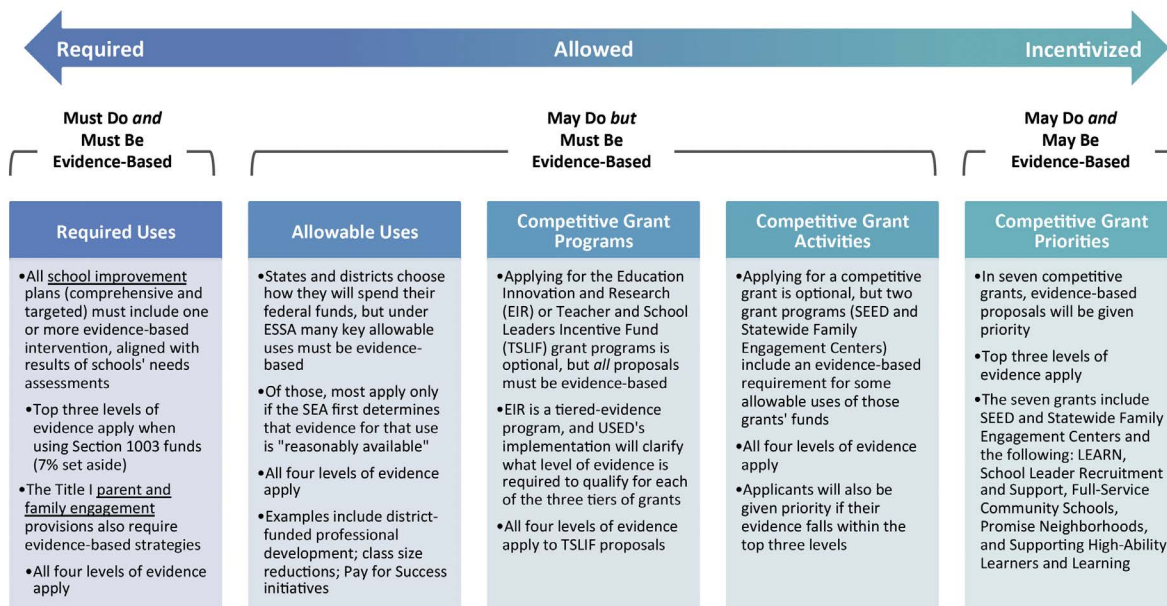 Required
Allowed
Incentivized
Must Do and
Must Be
Evidence-Based
May Do but
Must Be
Evidence-Based
May Do and
May Be
Evidence-Based
Required Uses
•All school improvement
plans (comprehensive and
targeted) must include one
or more evidence-based
intervention, aligned with
results of schools' needs
assessments
•Top three levels of
evidence apply when
using Section 1003 funds
(7% set aside)
•The Title I parent and
family engagement
provisions also require
evidence-based strategies
•All four levels of evidence
apply
Allowable Uses
•States and districts choose
how they will spend their
federal funds, but under
ESSA many key allowable
uses must be evidence-
based
•Of those, most apply only
if the SEA first determines
that evidence for that use
is "reasonably available"
•All four levels of evidence
apply
•Examples include district-
funded professional
development; class size
reductions; Pay for Success
initiatives
Competitive Grant
Programs
•Applying for the Education
Innovation and Research
(EIR) or Teacher and School
Leaders Incentive Fund
(TSLIF) grant programs is
optional, but all proposals
must be evidence-based
•EIR is a tiered-evidence
program, and USED's
implementation will clarify
what level of evidence is
required to qualify for each
of the three tiers of grants
•All four levels of evidence
apply to TSLIF proposals
Competitive Grant
Activities
•Applying for a competitive
grant is optional, but two
grant programs (SEED and
Statewide Family
Engagement Centers)
include an evidence-based
requirement for some
allowable uses of those
grants' funds
•All four levels of evidence
apply
•Applicants will also be
given priority if their
evidence falls within the
top three levels
Competitive Grant
Priorities
•In seven competitive
grants, evidence-based
proposals will be given
priority
•Top three levels of
evidence apply
•The seven grants include
SEED and Statewide Family
Engagement Centers and
the following: LEARN,
School Leader Recruitment
and Support, Full-Service
Community Schools,
Promise Neighborhoods,
and Supporting High-Ability
Learners and Learning